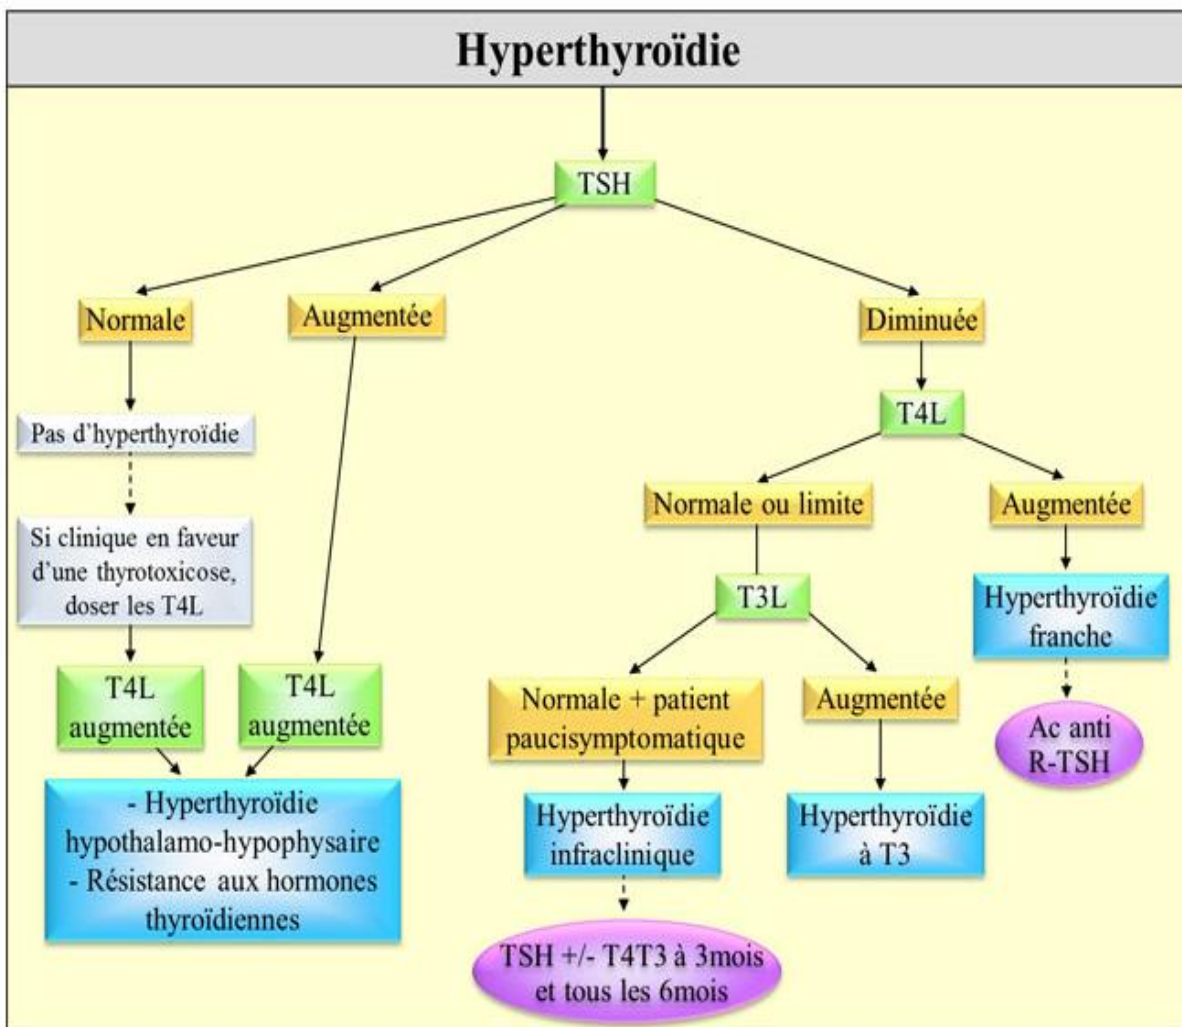 Hyperthyroïdie
TSH
Normale
Augmentée
Diminuée
T4L
Pas d'hyperthyroïdie
Normale ou limite
Augmentée
Si clinique en faveur
d'une thyrotoxicose,
doser les T4L
T3L
Hyperthyroïdie
franche
T4L
augmentée
T4L
augmentée
Normale + patient
paucisymptomatique
Augmentée
Ac anti
R-TSH
- Hyperthyroïdie
hypothalamo-hypophysaire
- Résistance aux hormones
thyroïdiennes
Hyperthyroïdie
infraclinique
Hyperthyroïdie
à T3
TSH +/- T4T3 à 3mois
et tous les 6mois